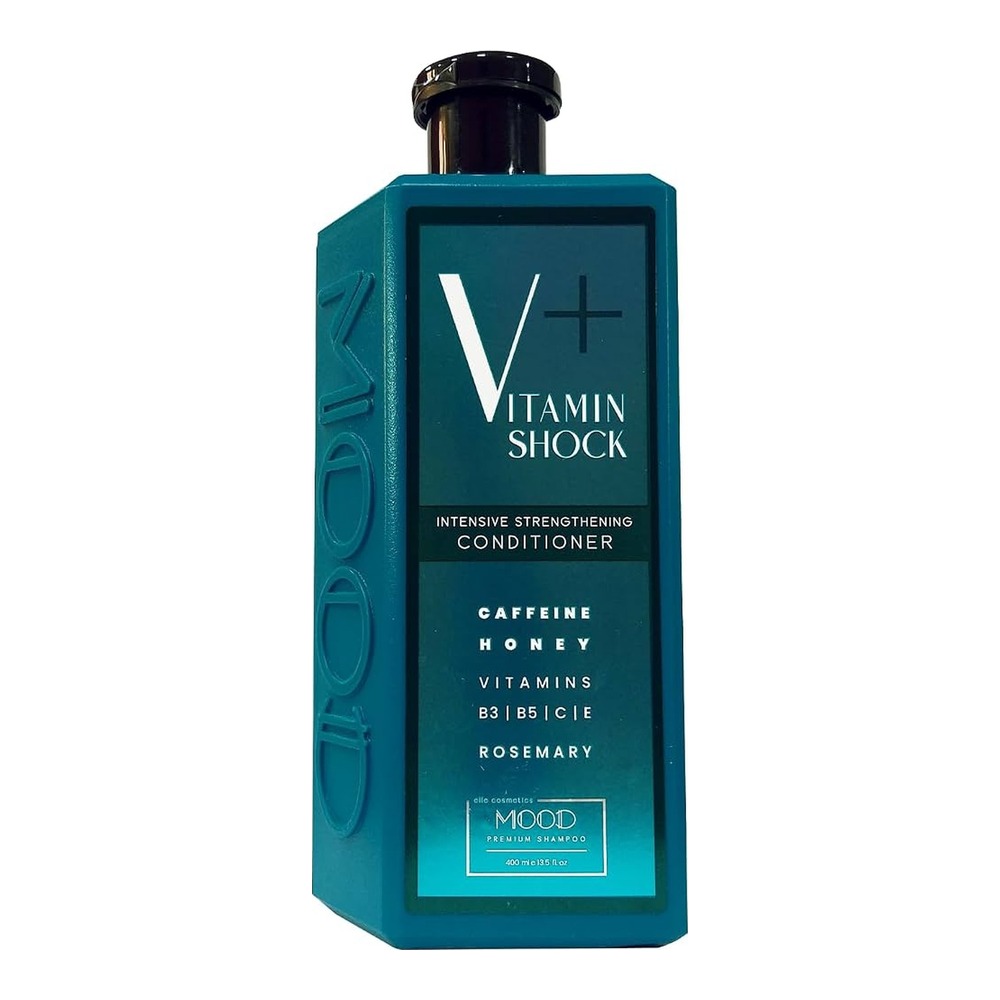 MOOD
V+
VITAMIN
SHOCK
INTENSIVE STRENGTHENING
CONDITIONER
CAFFEINE
HONEY
VITAMINS
B3 | B5 | C | E
ROSEMARY
elle cosmetics
MOOD
PREMIUM SHAMPOO
400 ml e 13.5 fl. oz